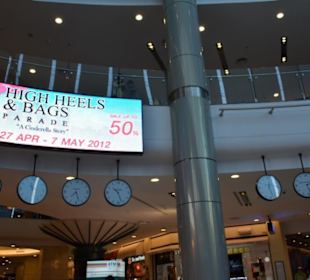 HIGH HEELS
& BAGS
PARADE
"A Cinderella Story"
27 APR - 7 MAY 2012
SALE UP TO
50%